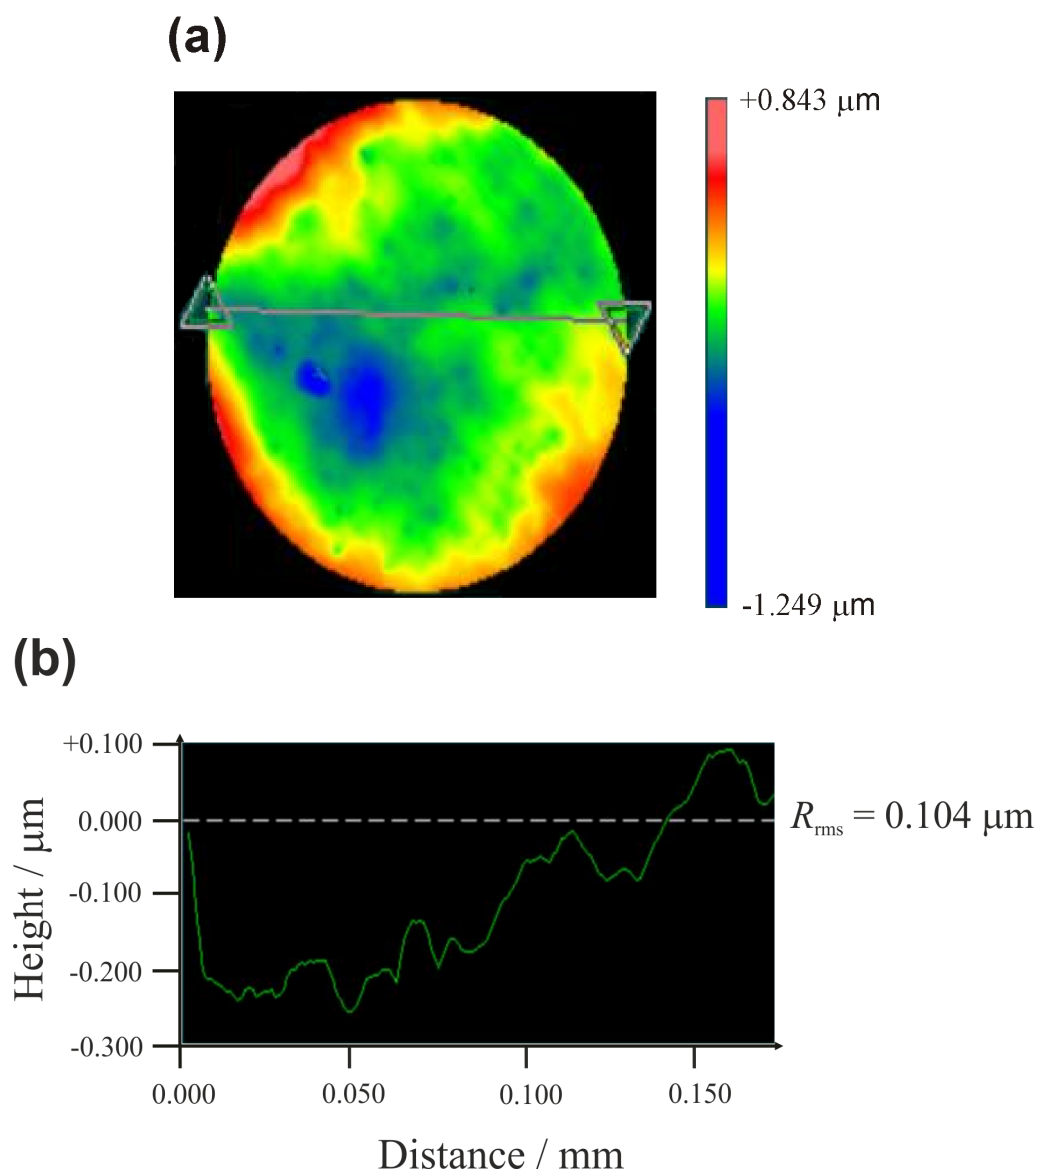 (a)
+0.843 μm
-1.249 μm
(b)
+0.100
0.000
-0.100
-0.200
-0.300
Height / μm
Rrms = 0.104 μm
0.000 0.050 0.100 0.150
Distance / mm